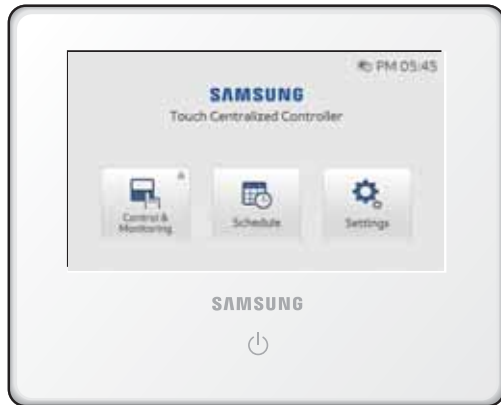 PM 05:45
SAMSUNG
Touch Centralized Controller
Control &
Monitoring
Schedule
Settings
SAMSUNG